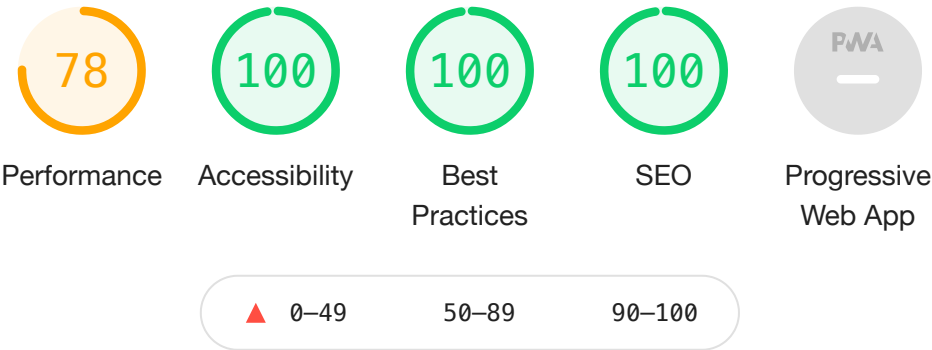 78
100
100
100
PWA
Performance
Accessibility
Best
Practices
SEO
Progressive
Web App
0–49
50–89
90–100